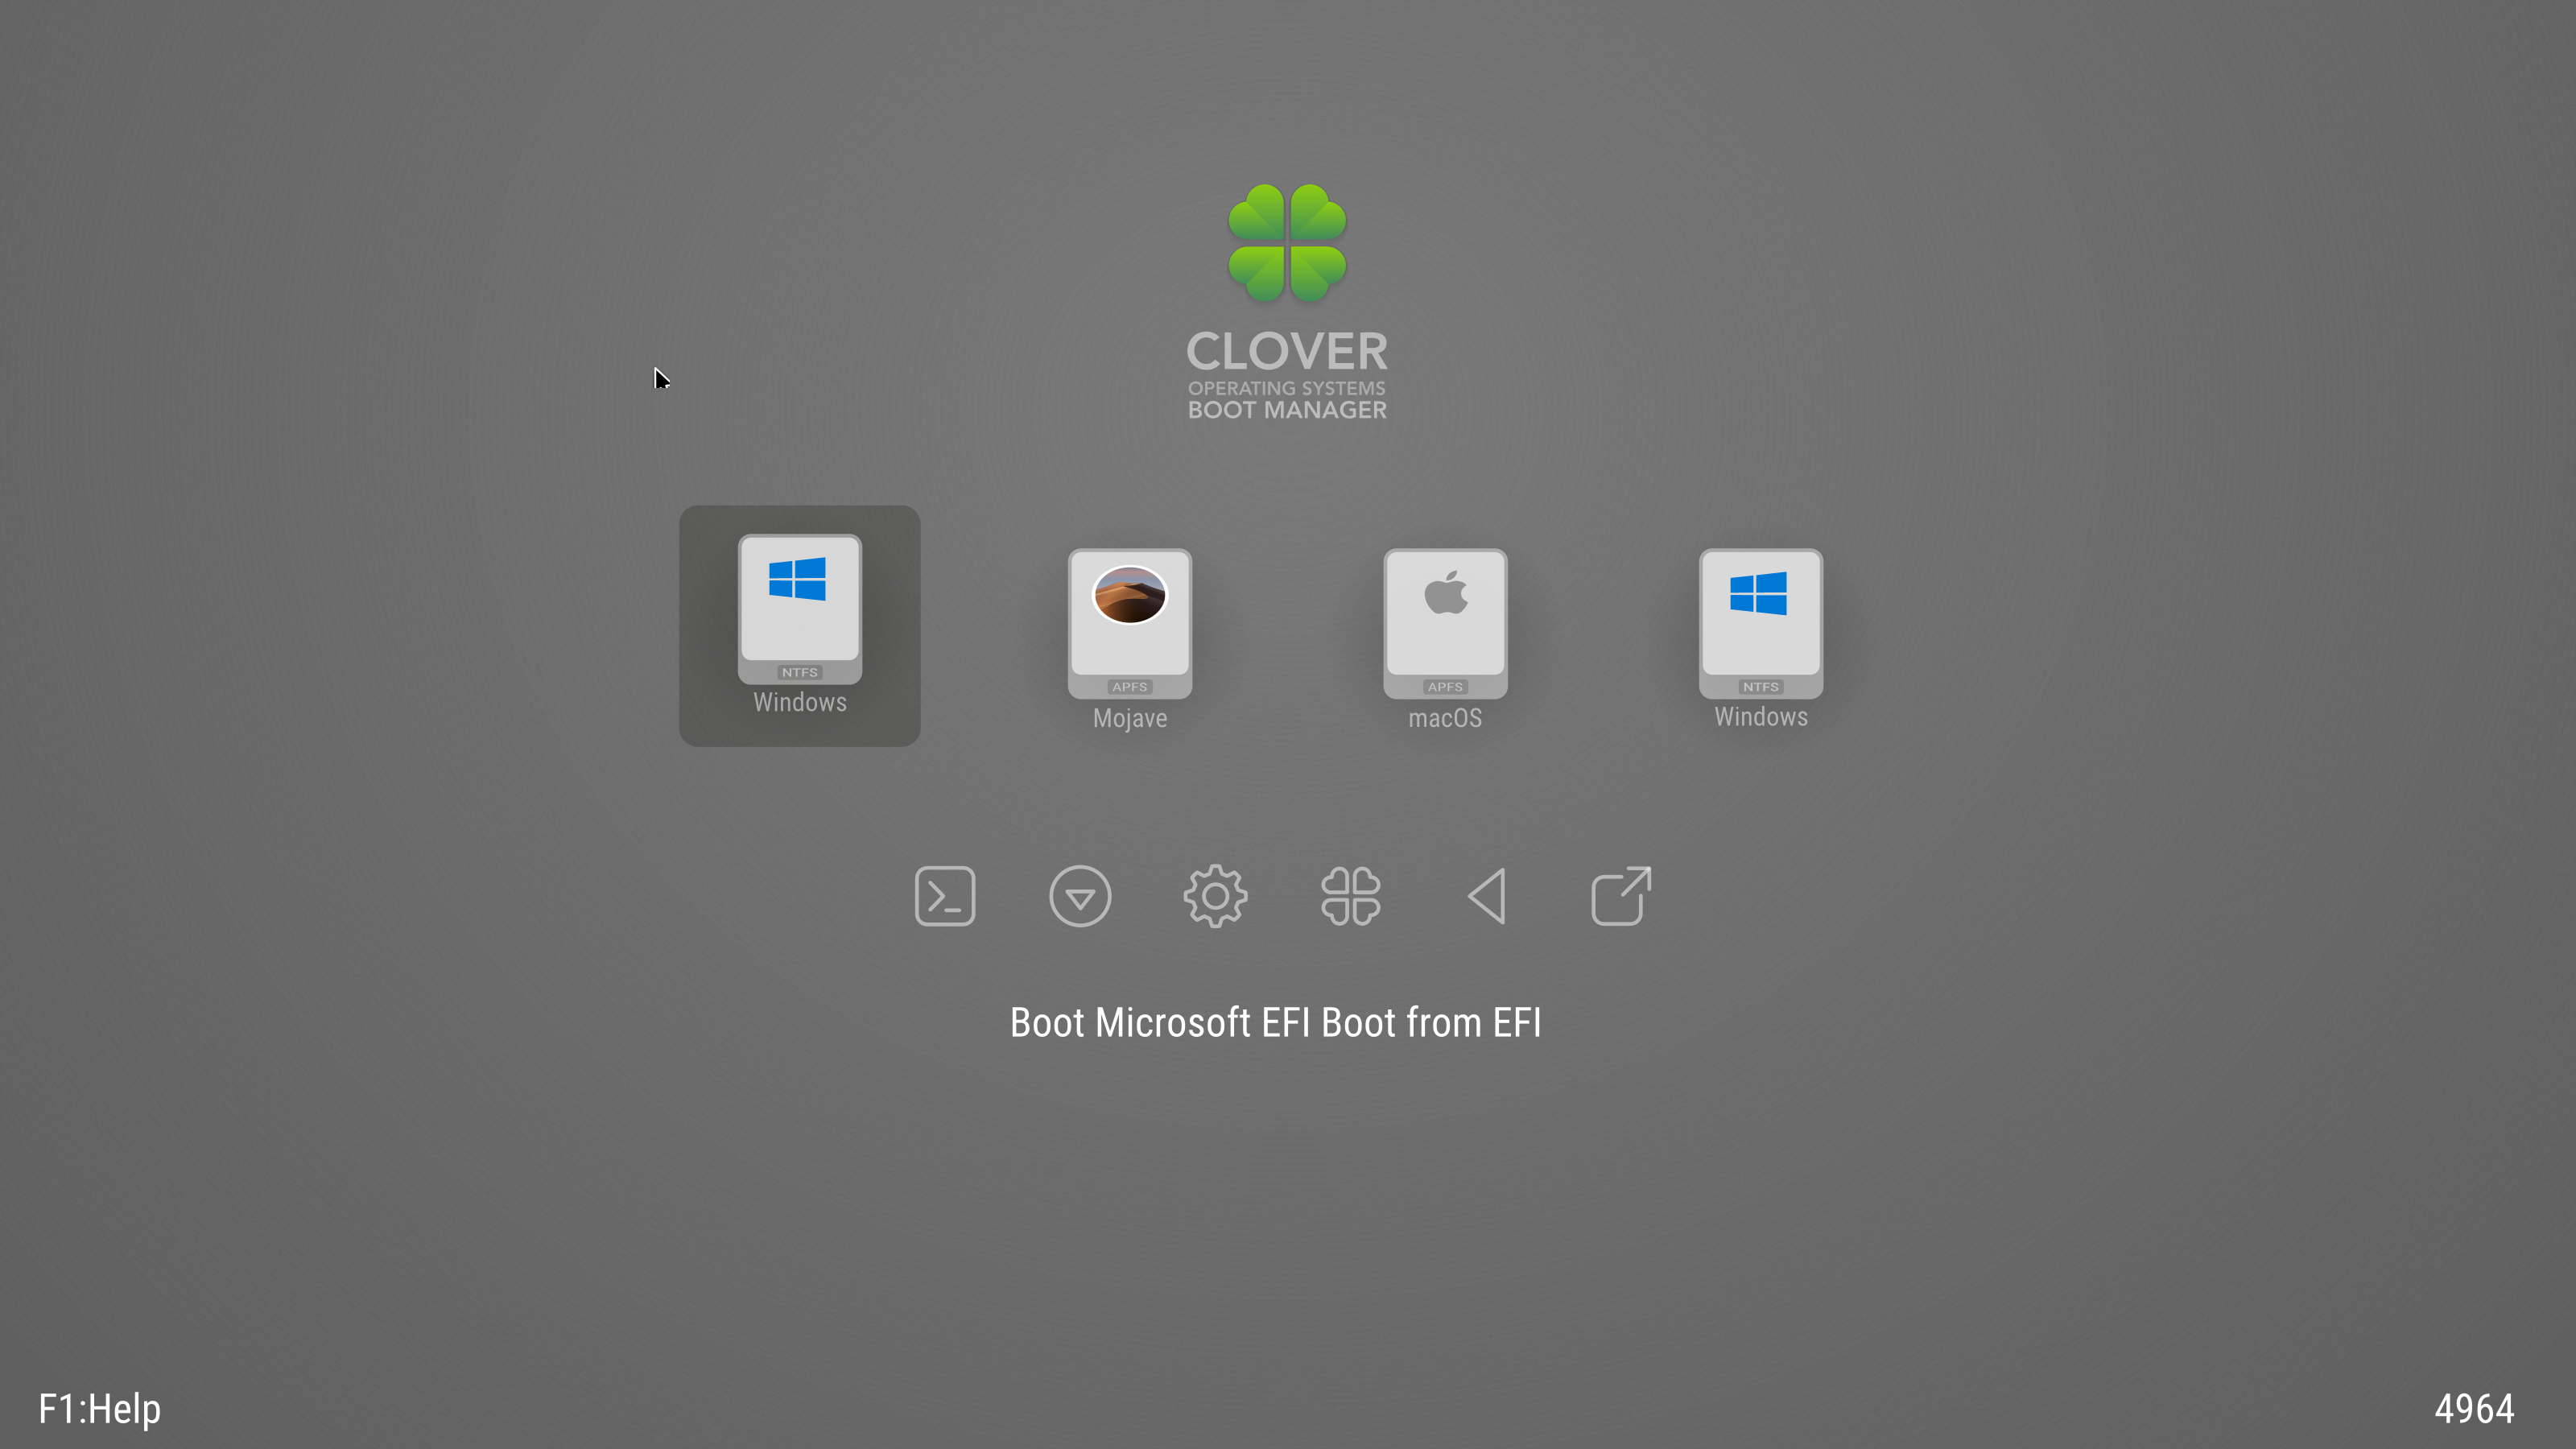 CLOVER
OPERATING SYSTEMS
BOOT MANAGER
NTFS
Windows
APFS
Mojave
APFS
macOS
NTFS
Windows
Boot Microsoft EFI Boot from EFI
F1:Help
4964